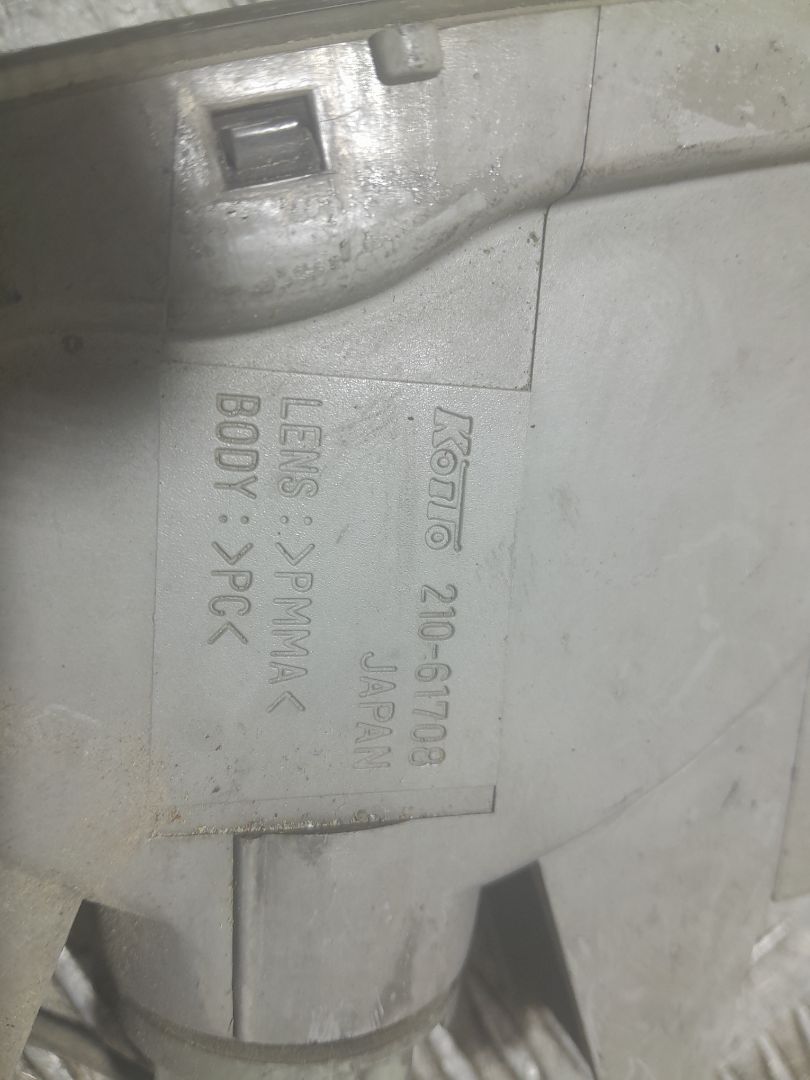 Koito 210-61708
JAPAN
LENS:>PMMA<
BODY:>PC<